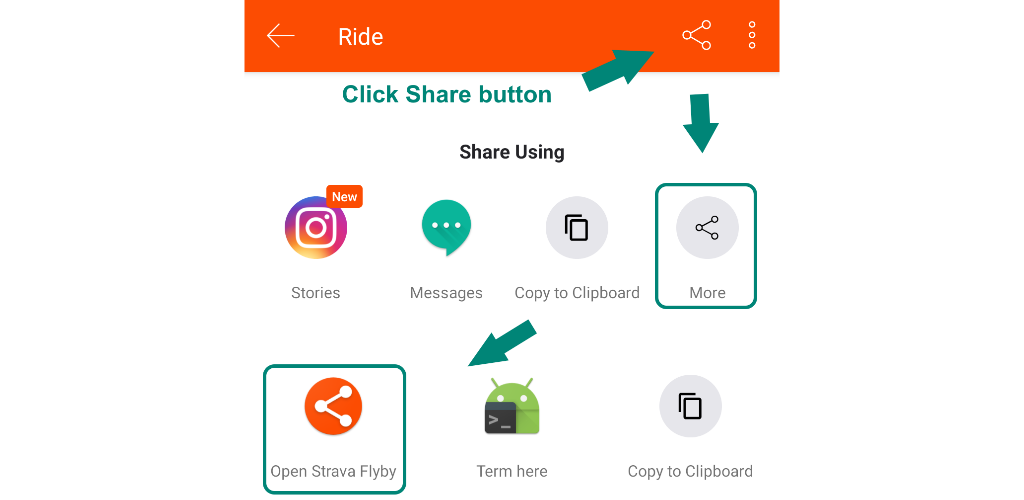 Ride
Click Share button
Share Using
New
Stories
Messages
Copy to Clipboard
More
>_
Open Strava Flyby
Term here
Copy to Clipboard